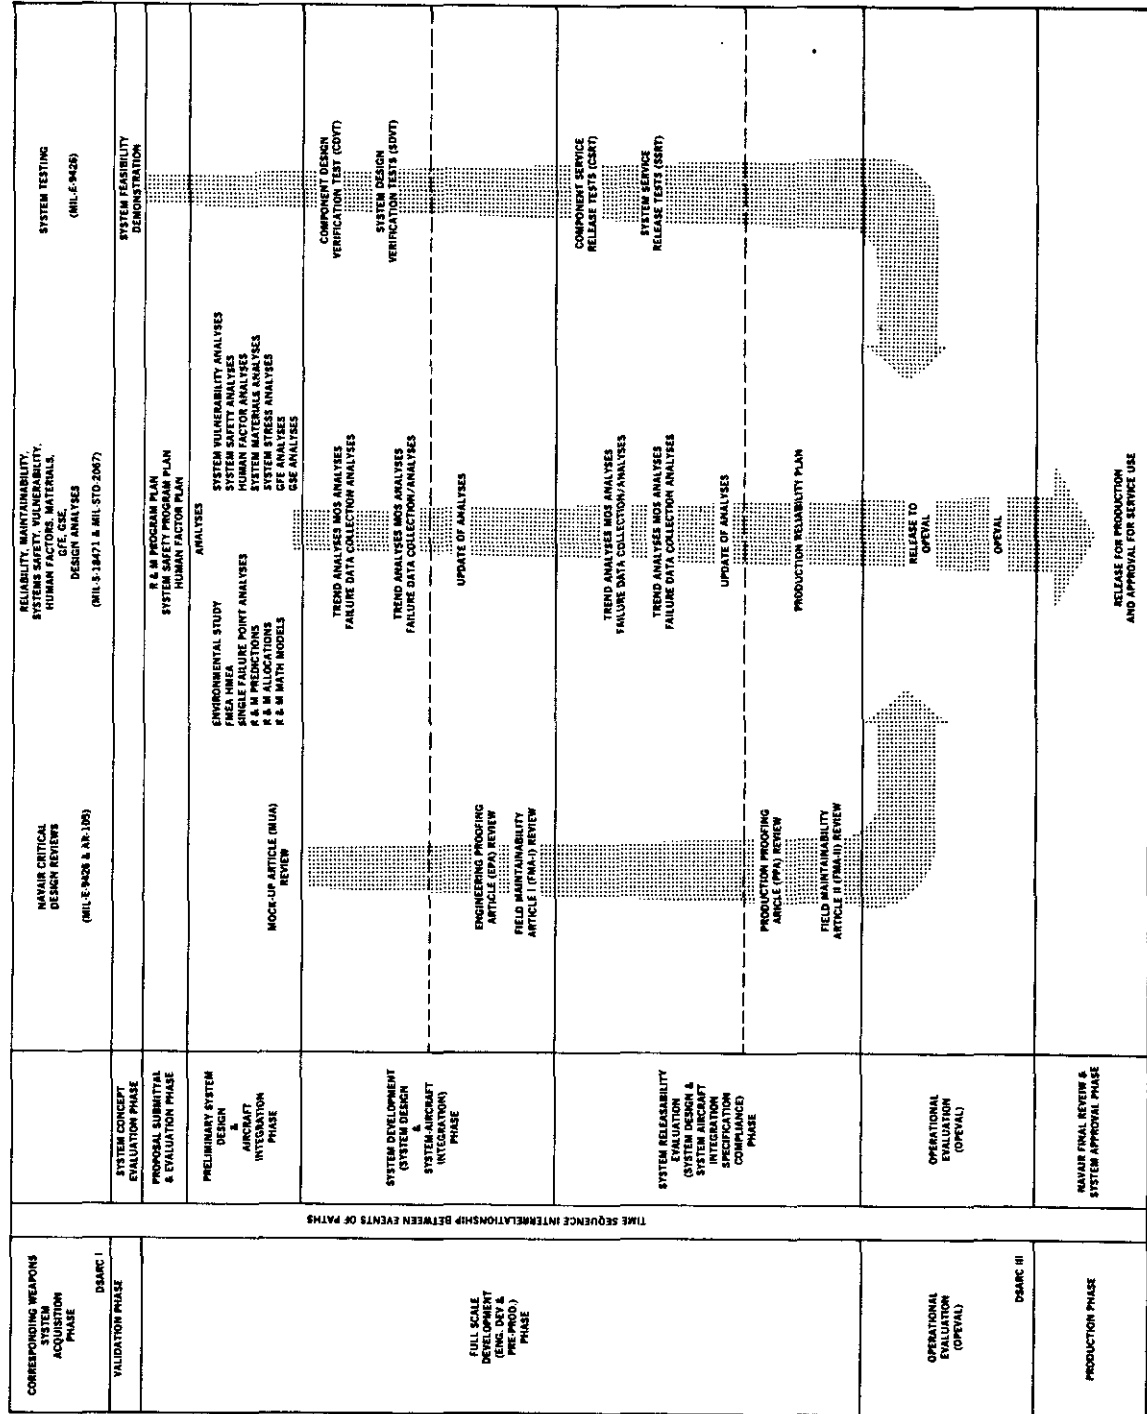 CORRESPONDING WEAPONS
SYSTEM
ACQUISITION
PHASE
DSARC I
NAVAIR CRITICAL
DESIGN REVIEWS
(MIL-E-9426 & AR-105)
RELIABILITY, MAINTAINABILITY,
SYSTEMS SAFETY, VULNERABILITY,
HUMAN FACTORS, MATERIALS,
GFE, GSE,
DESIGN ANALYSES
(MIL-S-18471 & MIL-STD-2067)
SYSTEM TESTING
(MIL-E-9426)
VALIDATION PHASE
TIME SEQUENCE INTERRELATIONSHIP BETWEEN EVENTS OF PATHS
SYSTEM CONCEPT
EVALUATION PHASE
SYSTEM FEASIBILITY
DEMONSTRATION
FULL SCALE
DEVELOPMENT
(ENG. DEV &
PRE-PROD.)
PHASE
PROPOSAL SUBMITTAL
& EVALUATION PHASE
R & M PROGRAM PLAN
SYSTEM SAFETY PROGRAM PLAN
HUMAN FACTOR PLAN
PRELIMINARY SYSTEM
DESIGN
&
AIRCRAFT
INTEGRATION
PHASE
MOCK-UP ARTICLE (MUA)
REVIEW
ANALYSES
ENVIRONMENTAL STUDY
FMEA HMEA
SINGLE FAILURE POINT ANALYSES
R & M PREDICTIONS
R & M ALLOCATIONS
R & M MATH MODELS
SYSTEM VULNERABILITY ANALYSES
SYSTEM SAFETY ANALYSES
HUMAN FACTOR ANALYSES
SYSTEM MATERIALS ANALYSES
SYSTEM STRESS ANALYSES
GFE ANALYSES
GSE ANALYSES
SYSTEM DEVELOPMENT
(SYSTEM DESIGN
&
SYSTEM-AIRCRAFT
INTEGRATION)
PHASE
TREND ANALYSES MOS ANALYSES
FAILURE DATA COLLECTION ANALYSES
TREND ANALYSES MOS ANALYSES
FAILURE DATA COLLECTION/ANALYSES
COMPONENT DESIGN
VERIFICATION TEST (CDVT)
SYSTEM DESIGN
VERIFICATION TESTS (SDVT)
ENGINEERING PROOFING
ARTICLE (EPA) REVIEW
FIELD MAINTAINABILITY
ARTICLE I (FMA-I) REVIEW
UPDATE OF ANALYSES
SYSTEM RELEASABILITY
EVALUATION
(SYSTEM DESIGN &
SYSTEM AIRCRAFT
INTEGRATION
SPECIFICATION
COMPLIANCE)
PHASE
TREND ANALYSES MOS ANALYSES
FAILURE DATA COLLECTION/ANALYSES
TREND ANALYSES MOS ANALYSES
FAILURE DATA COLLECTION ANALYSES
COMPONENT SERVICE
RELEASE TESTS (CSRT)
SYSTEM SERVICE
RELEASE TESTS (SSRT)
PRODUCTION PROOFING
ARICLE (PPA) REVIEW
FIELD MAINTAINABILITY
ARTICLE II (FMA-II) REVIEW
UPDATE OF ANALYSES
PRODUCTION RELIABILITY PLAN
OPERATIONAL
EVALUATION
(OPEVAL)
DSARC III
OPERATIONAL
EVALUATION
(OPEVAL)
RELEASE TO
OPEVAL
OPEVAL
PRODUCTION PHASE
NAVAIR FINAL REVEIW &
SYSTEM APPROVAL PHASE
RELEASE FOR PRODUCTION
AND APPROVAL FOR SERVICE USE